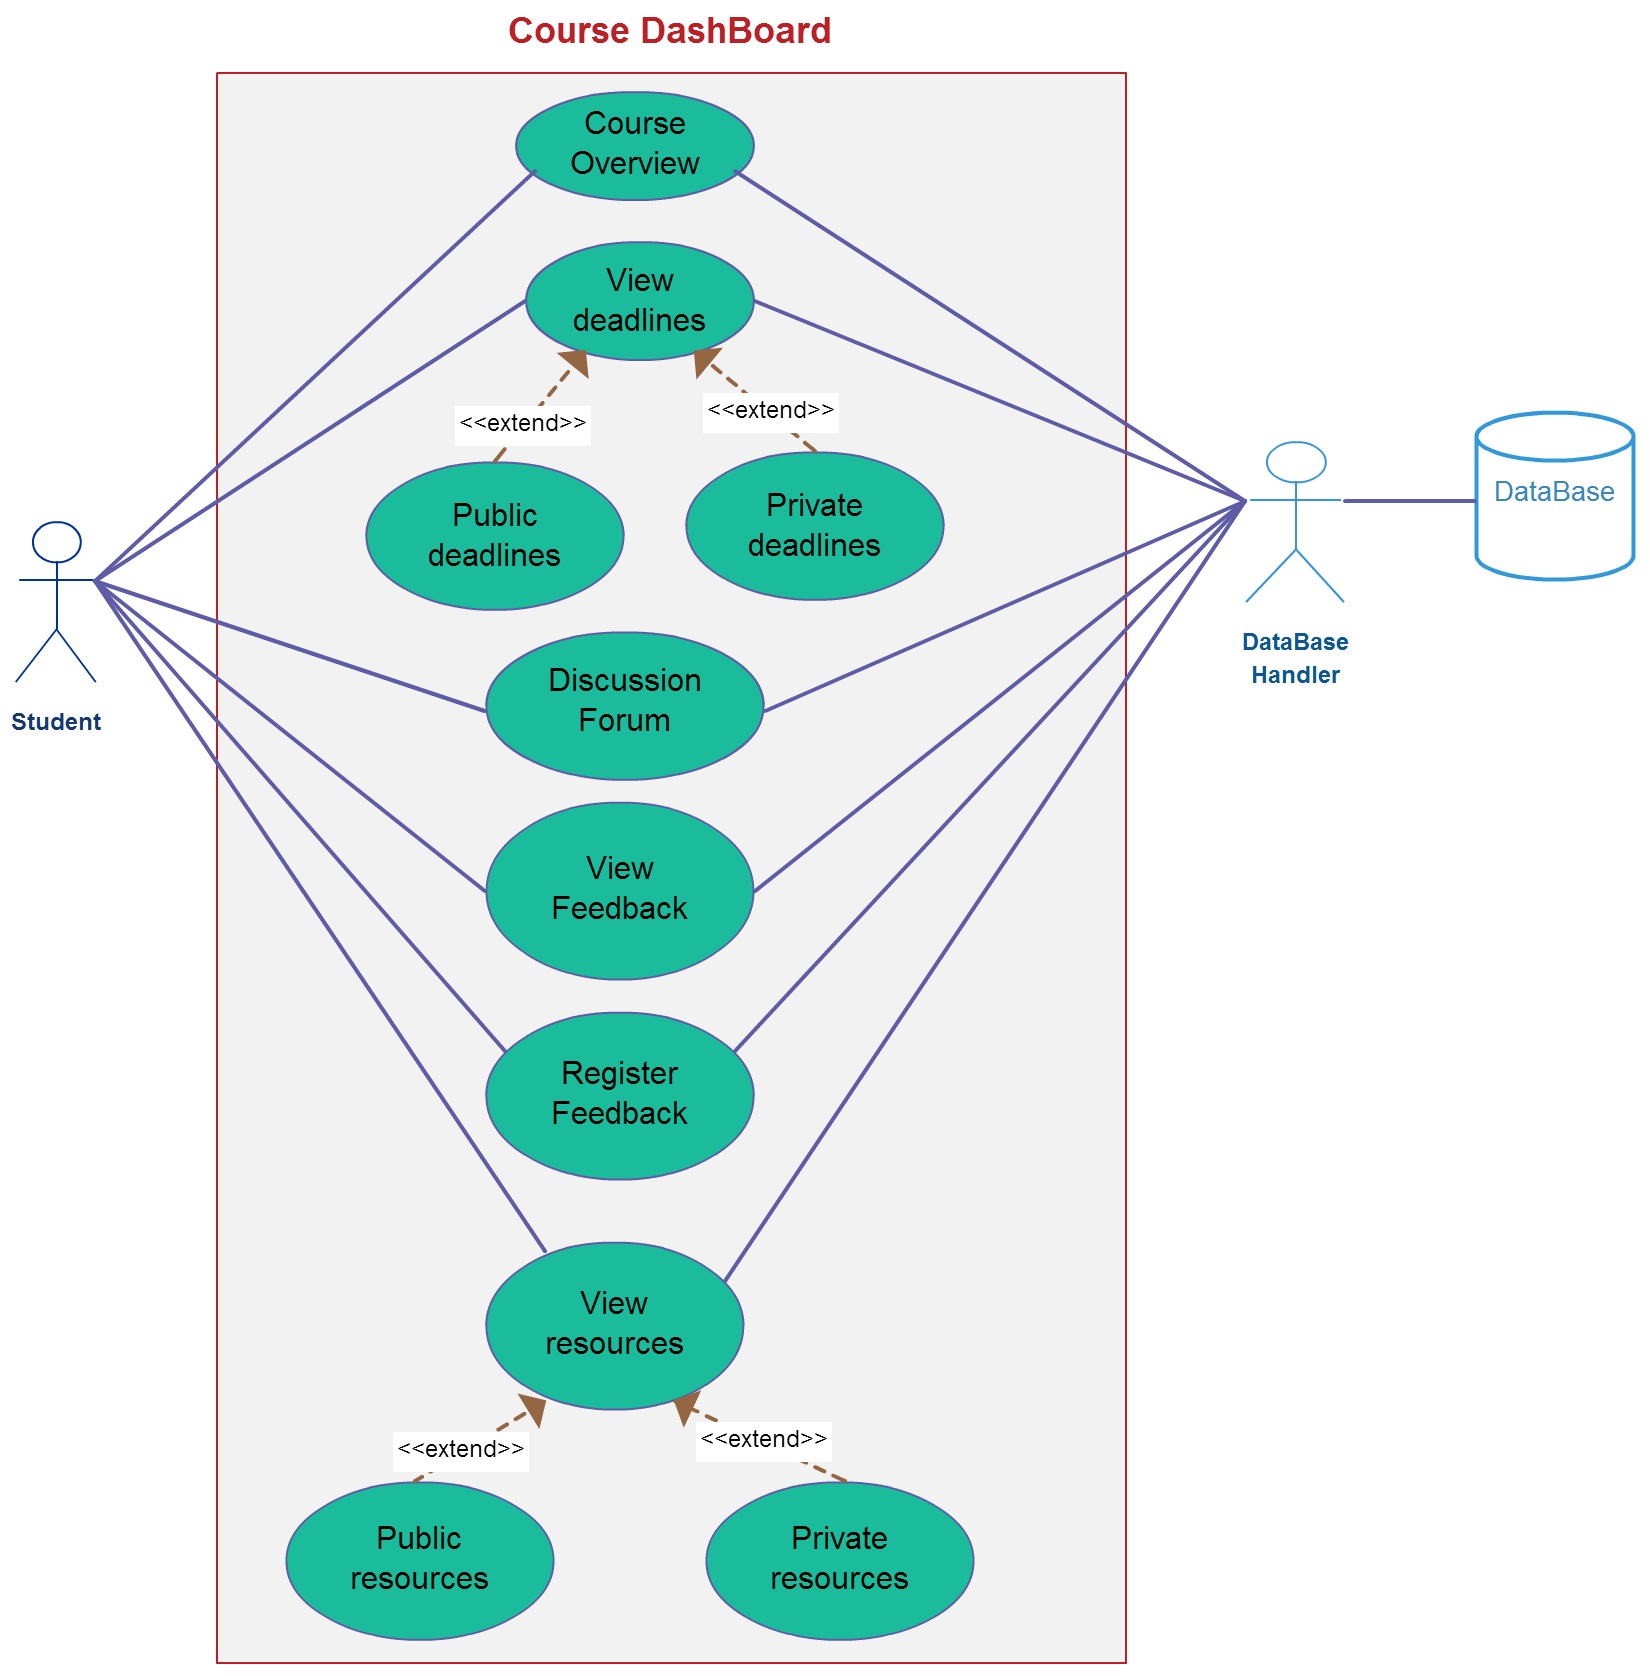 Course DashBoard
Course
Overview
View
deadlines
<<extend>>
<<extend>>
Public
deadlines
Private
deadlines
DataBase
DataBase
Handler
Student
Discussion
Forum
View
Feedback
Register
Feedback
View
resources
<<extend>>
<<extend>>
Public
resources
Private
resources